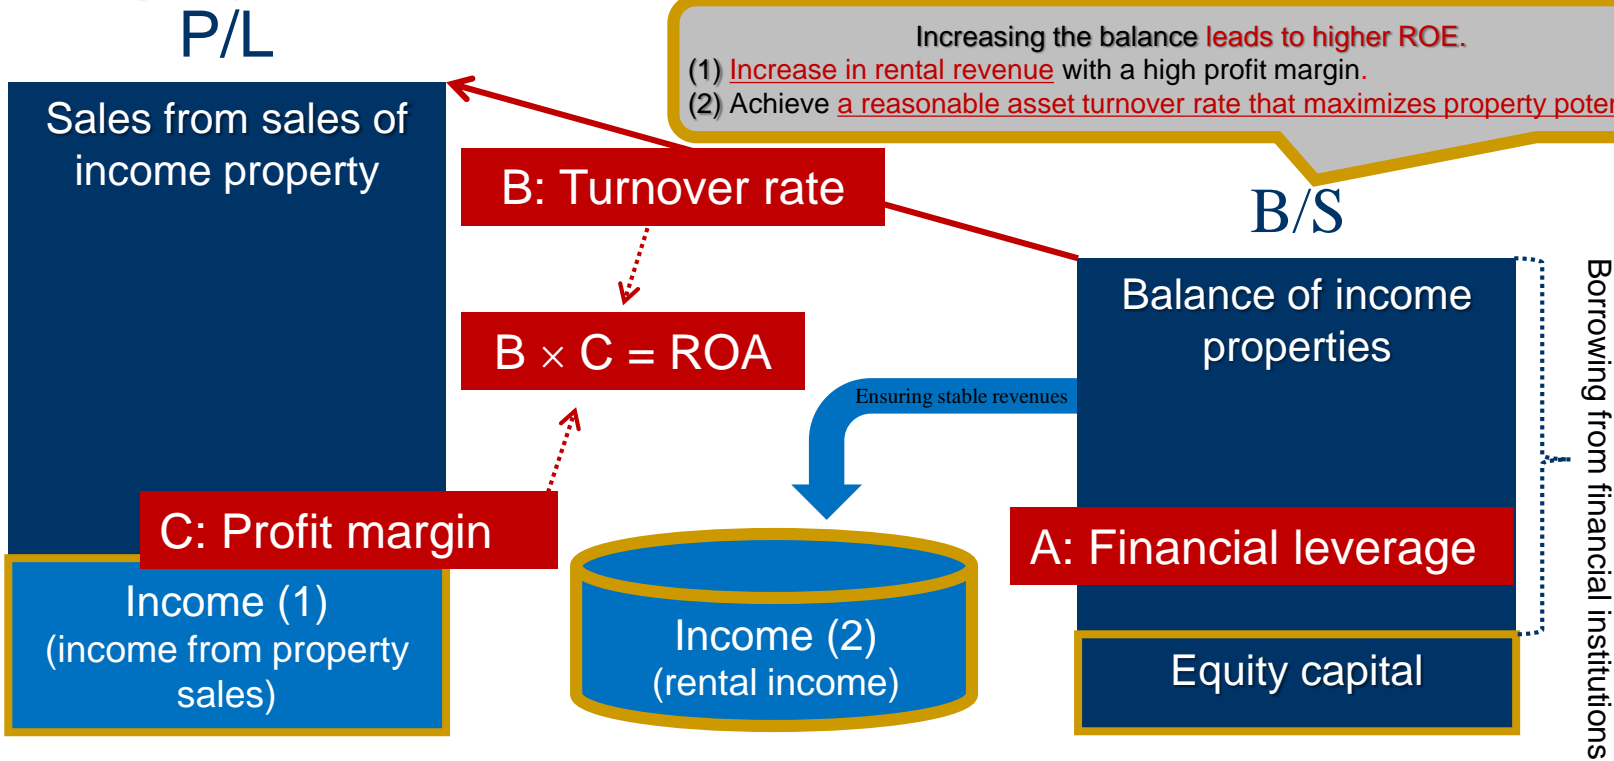 P/L
Increasing the balance leads to higher ROE.
(1) Increase in rental revenue with a high profit margin.
(2) Achieve a reasonable asset turnover rate that maximizes property
Sales from sales of
income property
B: Turnover rate
B/S
Balance of income
properties
B × C = ROA
Ensuring stable revenues
Borrowing from financial institutions
C: Profit margin
A: Financial leverage
Income (1)
(income from property
sales)
Income (2)
(rental income)
Equity capital